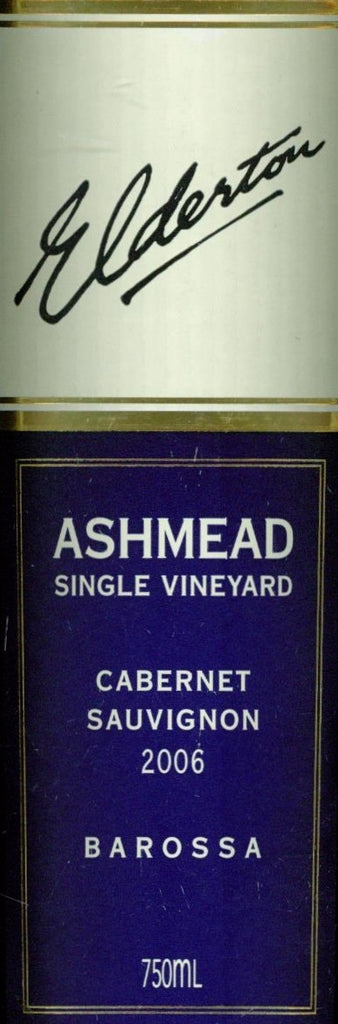 Elderton
ASHMEAD
SINGLE VINEYARD
CABERNET
SAUVIGNON
2006
BAROSSA
750mL